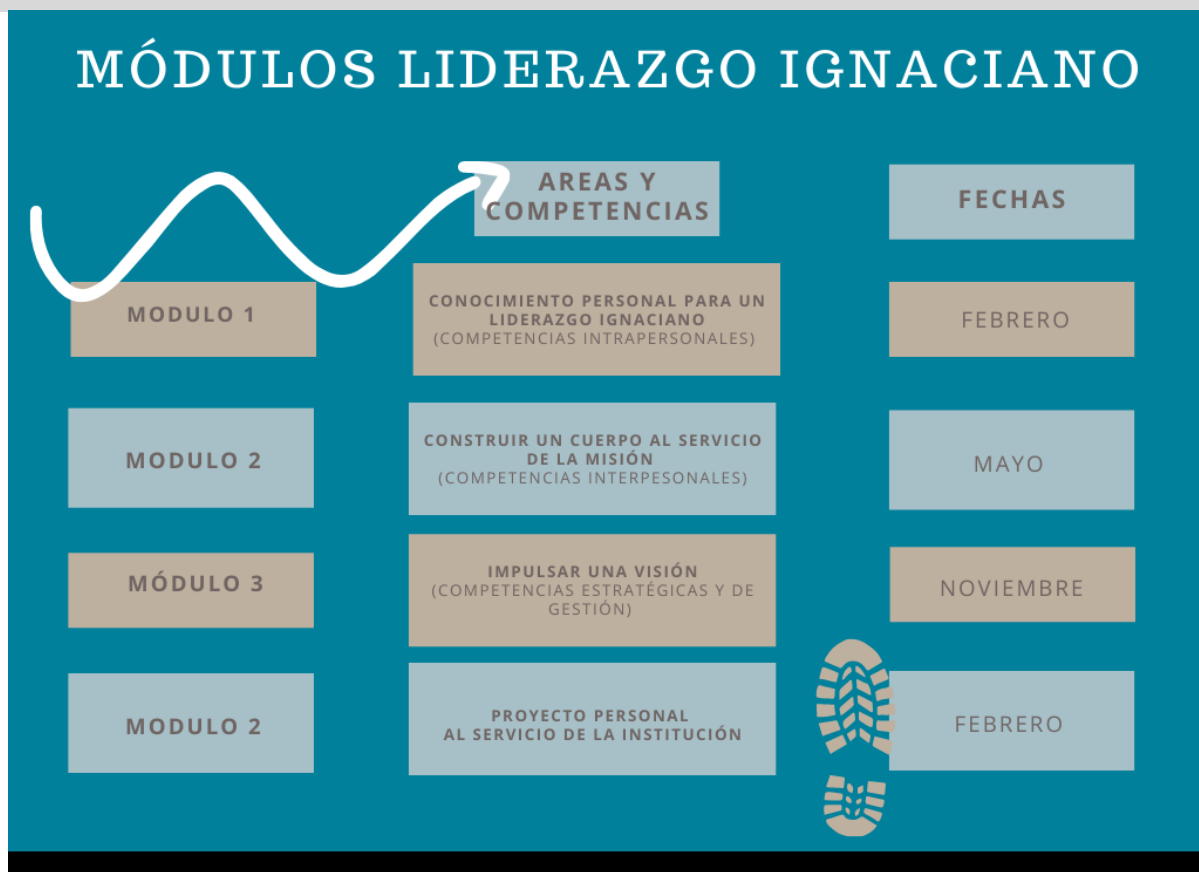 MÓDULOS LIDERAZGO IGNACIANO
AREAS Y
COMPETENCIAS
FECHAS
MODULO 1
CONOCIMIENTO PERSONAL PARA UN
LIDERAZGO IGNACIANO
(COMPETENCIAS INTRAPERSONALES)
FEBRERO
MODULO 2
CONSTRUIR UN CUERPO AL SERVICIO
DE LA MISIÓN
(COMPETENCIAS INTERPESONALES)
MAYO
MÓDULO 3
IMPULSAR UNA VISIÓN
(COMPETENCIAS ESTRATÉGICAS Y DE
GESTIÓN)
NOVIEMBRE
MODULO 2
PROYECTO PERSONAL
AL SERVICIO DE LA INSTITUCIÓN
FEBRERO